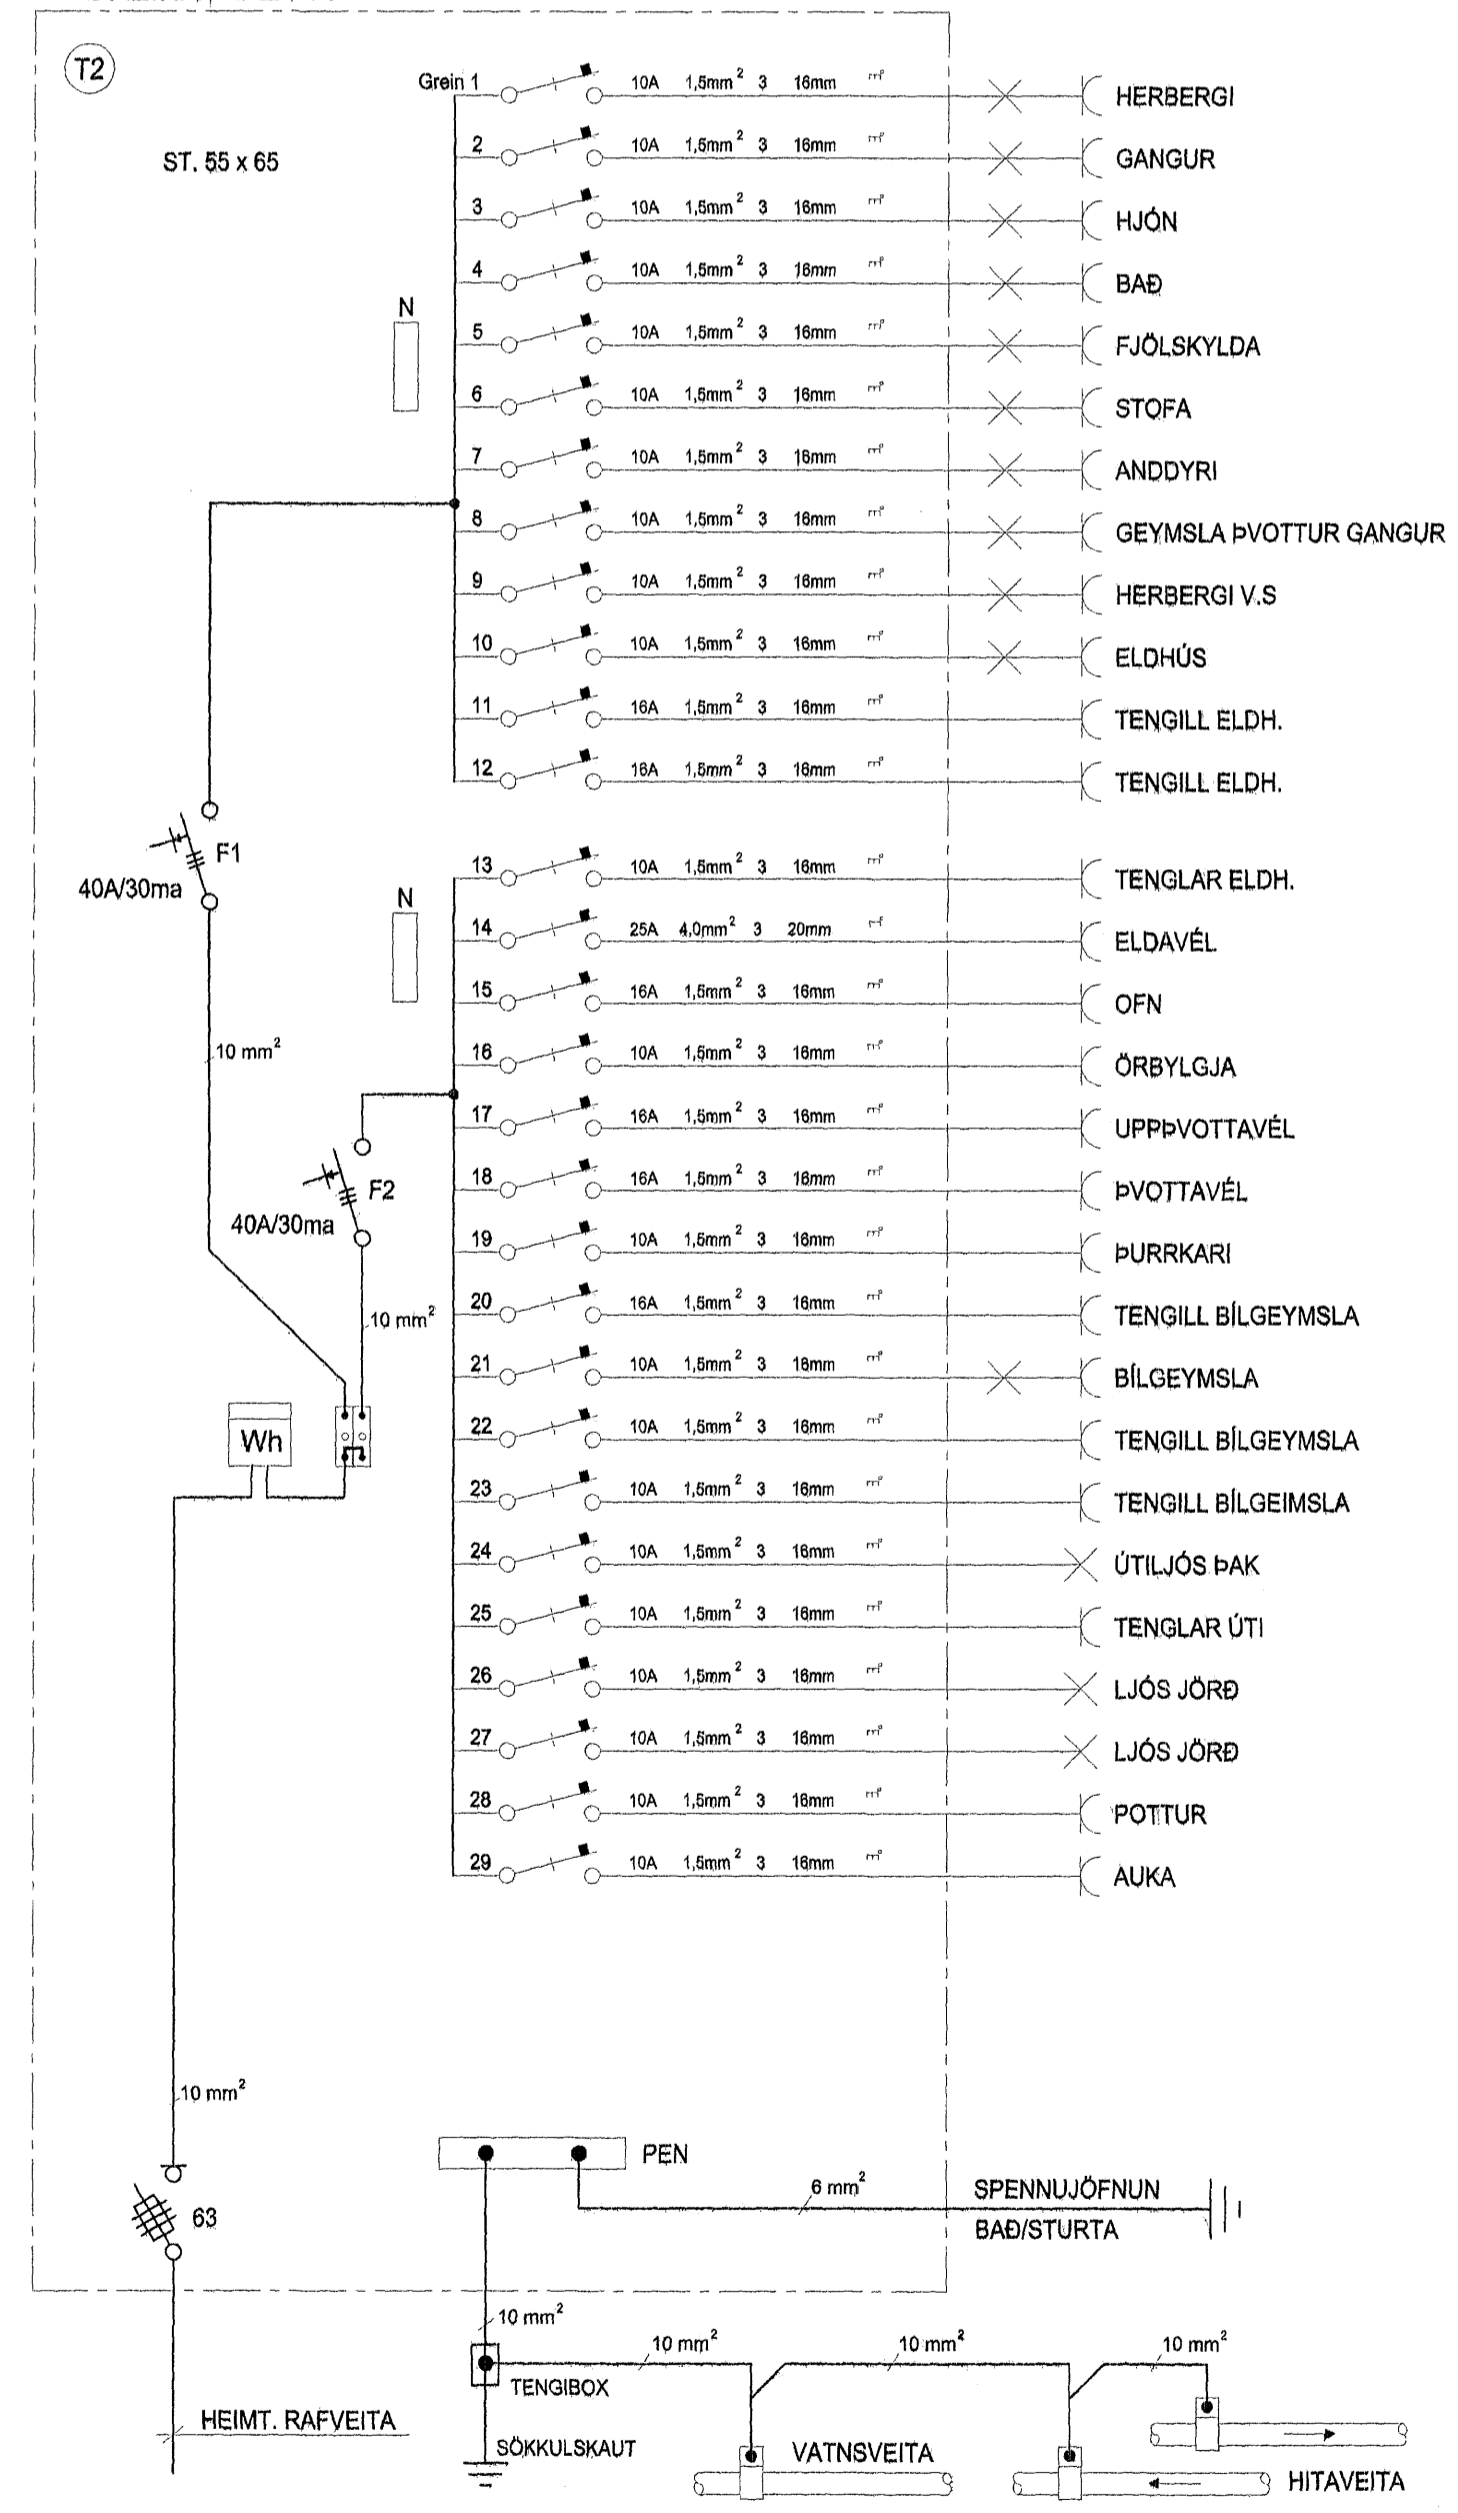 T2
ST. 55 x 65
Grein 1 10A 1,5mm² 3 16mm HERBERGI
2 10A 1,5mm² 3 16mm GANGUR
3 10A 1,5mm² 3 16mm HJÓN
4 10A 1,5mm² 3 16mm BAÐ
5 10A 1,5mm² 3 16mm FJÖLSKYLDA
6 10A 1,5mm² 3 16mm STOFA
7 10A 1,5mm² 3 16mm ANDDYRI
8 10A 1,5mm² 3 16mm GEYMSLA ÞVOTTUR GANGUR
9 10A 1,5mm² 3 16mm HERBERGI V.S
10 10A 1,5mm² 3 16mm ELDHÚS
11 16A 1,5mm² 3 16mm TENGILL ELDH.
12 16A 1,5mm² 3 16mm TENGILL ELDH.
N
F1
40A/30ma
10 mm²
13 10A 1,5mm² 3 16mm TENGLAR ELDH.
14 25A 4,0mm² 3 20mm ELDAVÉL
15 16A 1,5mm² 3 16mm OFN
16 10A 1,5mm² 3 16mm ÖRBYLGJA
17 16A 1,5mm² 3 16mm UPPÞVOTTAVÉL
18 16A 1,5mm² 3 16mm ÞVOTTAVÉL
19 10A 1,5mm² 3 16mm ÞURRKARI
20 16A 1,5mm² 3 16mm TENGILL BÍLGEYMSLA
21 10A 1,5mm² 3 16mm BÍLGEYMSLA
22 10A 1,5mm² 3 16mm TENGILL BÍLGEYMSLA
23 10A 1,5mm² 3 16mm TENGILL BÍLGEIMSLA
24 10A 1,5mm² 3 16mm ÚTILJÓS ÞAK
25 10A 1,5mm² 3 16mm TENGLAR ÚTI
26 10A 1,5mm² 3 16mm LJÓS JÖRÐ
27 10A 1,5mm² 3 16mm LJÓS JÖRÐ
28 10A 1,5mm² 3 16mm POTTUR
29 10A 1,5mm² 3 16mm AUKA
N
F2
40A/30ma
10 mm²
Wh
10 mm²
63
HEIMT. RAFVEITA
PEN
6 mm²
SPENNUJÖFNUN
BAÐ/STURTA
10 mm²
10 mm² 10 mm² 10 mm²
TENGIBOX
SÖKKULSKAUT
VATNSVEITA
HITAVEITA